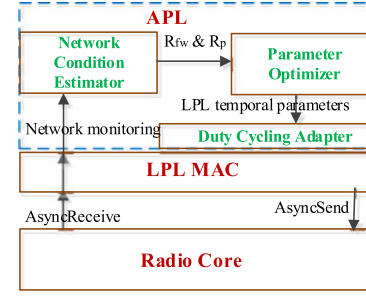 APL
Network
Condition
Estimator
Rfw & Rp
Parameter
Optimizer
LPL temporal parameters
Network monitoring
Duty Cycling Adapter
LPL MAC
AsyncSend
AsyncReceive
Radio Core